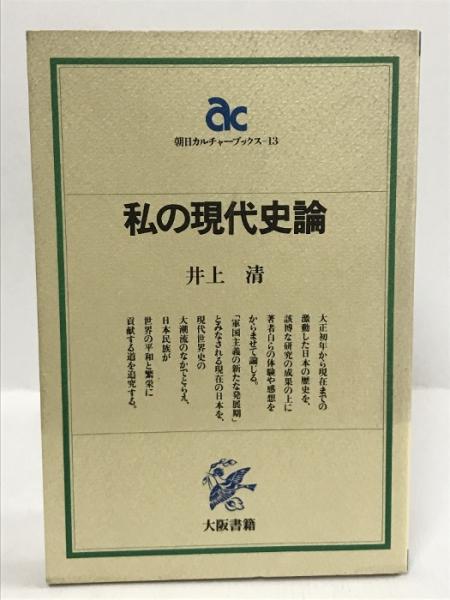 ac
朝日カルチャーブックス-13
私の現代史論
井上 清
大正初年から現在までの
激動した日本の歴史を、
該博な研究の成果の上に
著者自らの体験や感想を
からませて論じる。
「軍国主義の新たな発展期」
とみなされる現在の日本を、
現代世界史の
大潮流のなかでとらえ、
日本民族が
世界の平和と繁栄に
貢献する道を追究する。
大阪書籍